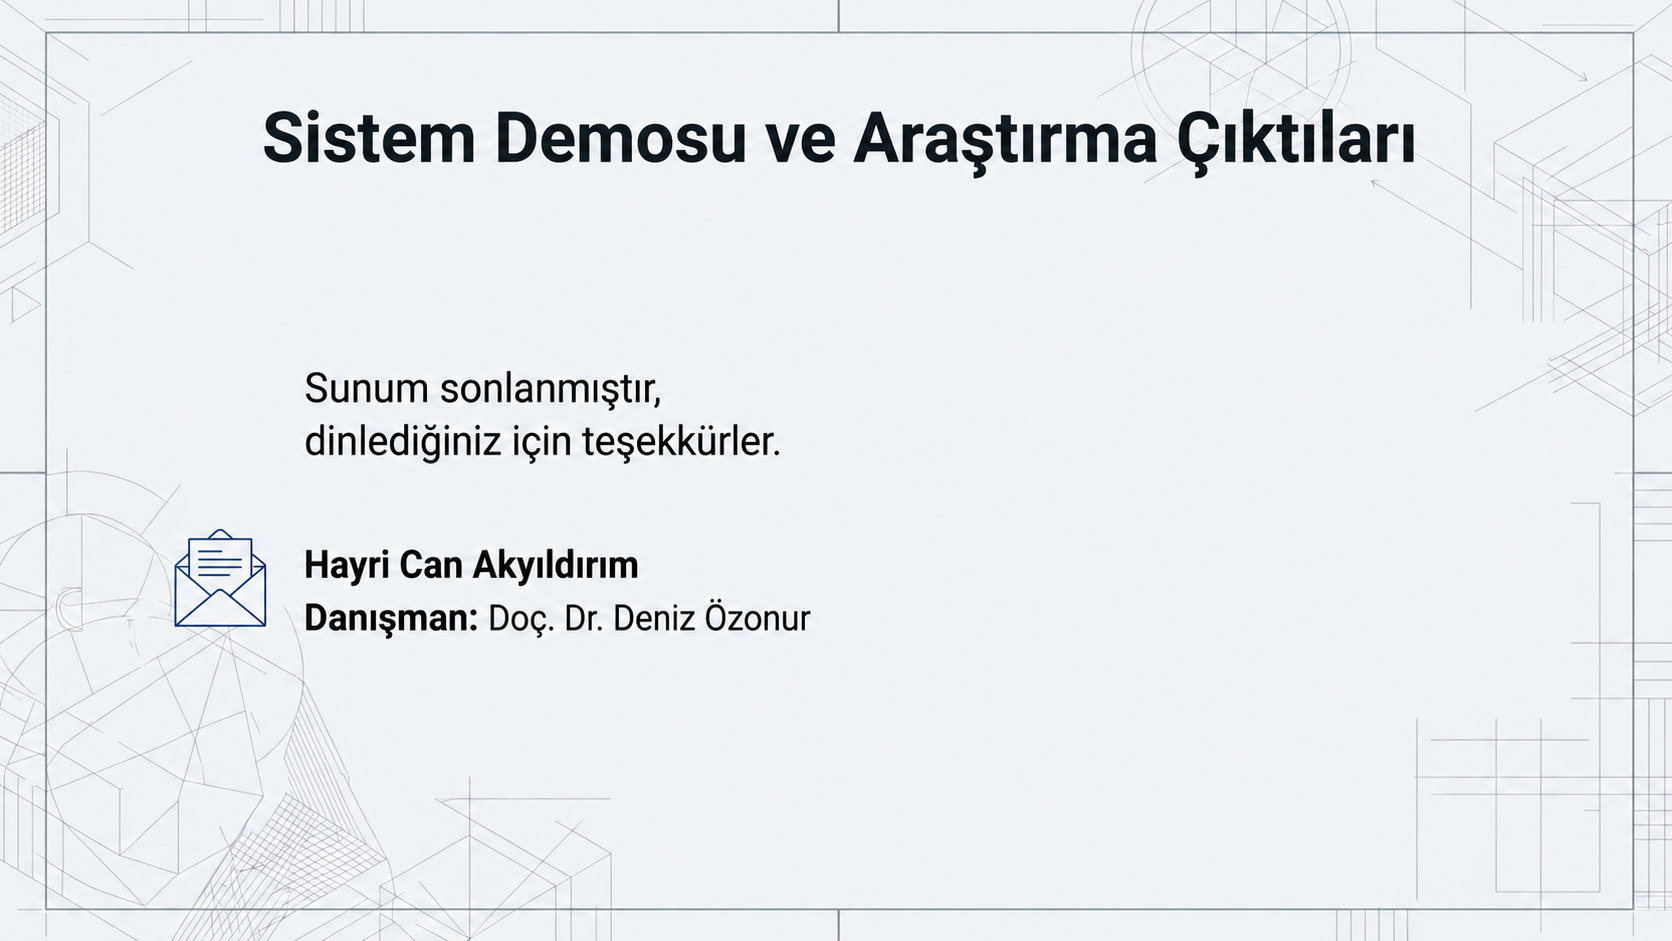 Sistem Demosu ve Araştırma Çıktıları
Sunum sonlanmıştır,
dinlediğiniz için teşekkürler.
Hayri Can Akyıldırım
Danışman: Doç. Dr. Deniz Özonur